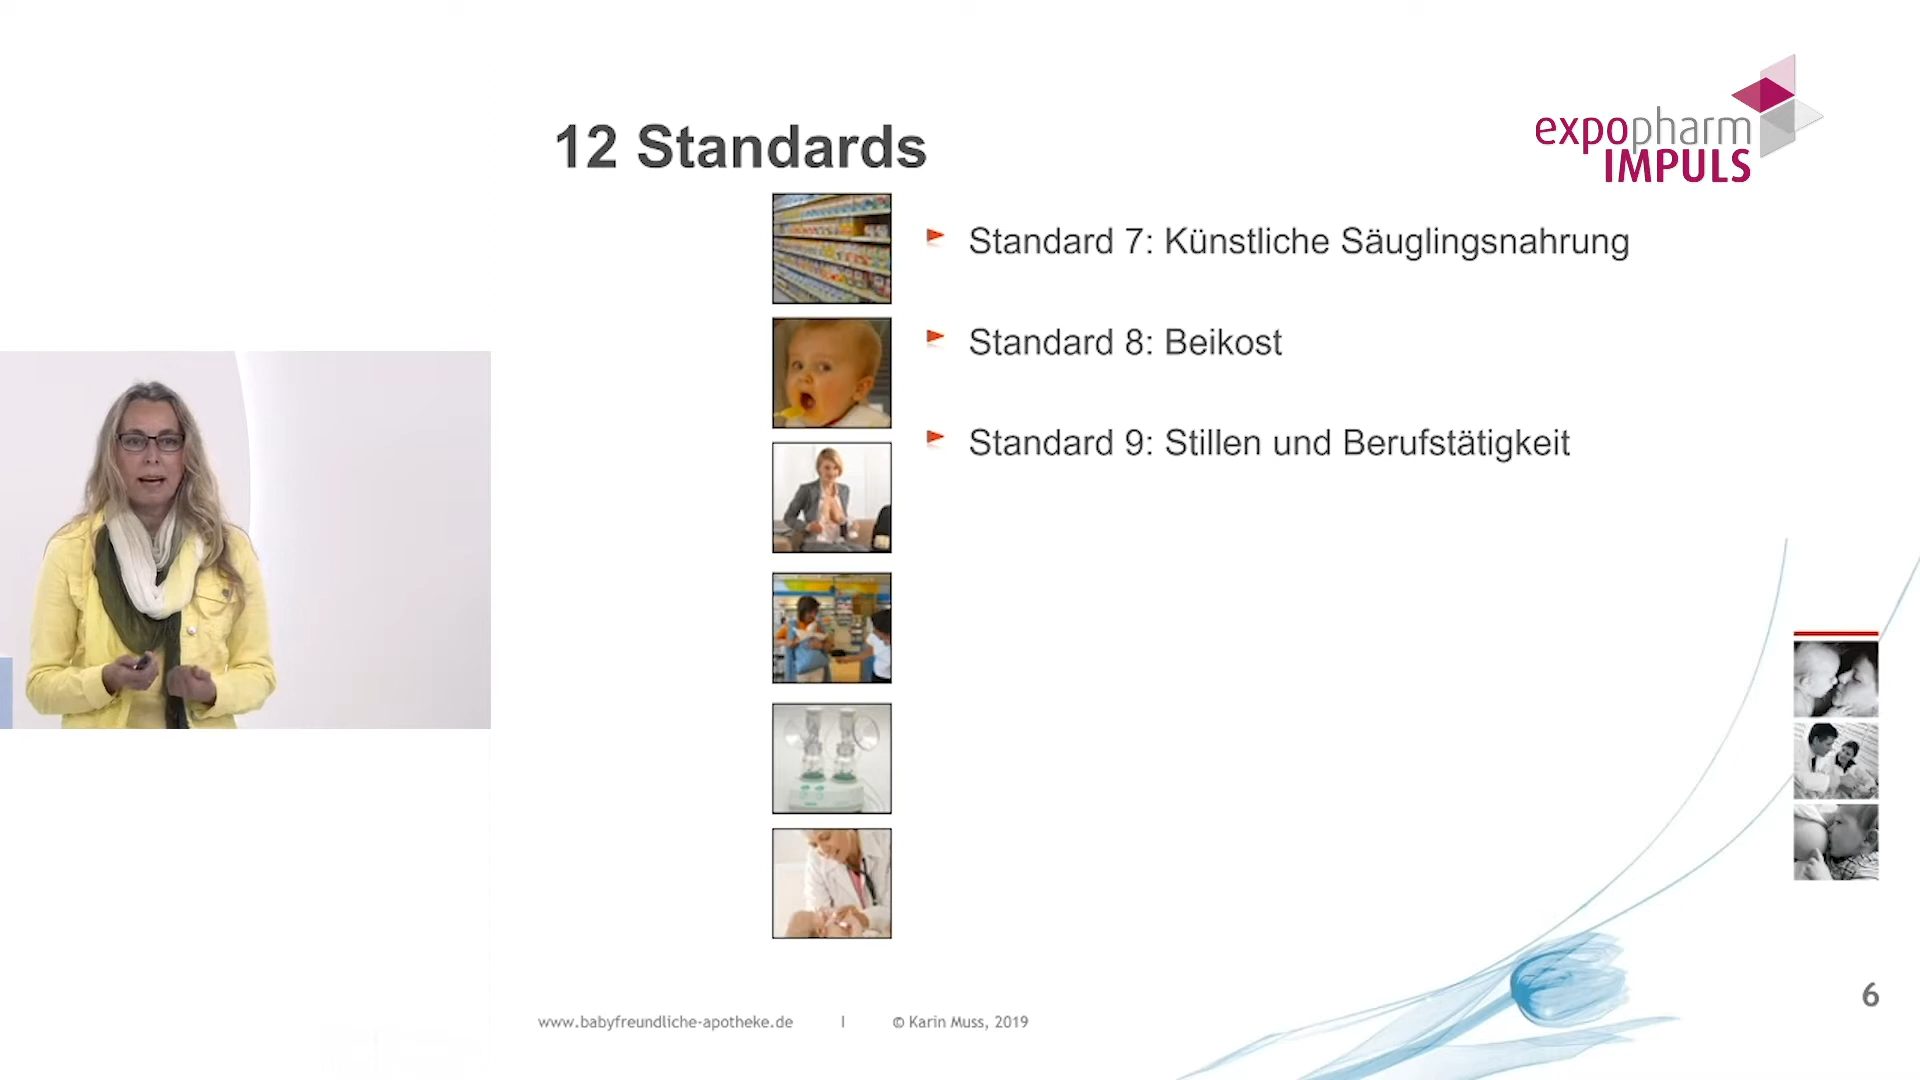 12 Standards
expopharm
IMPULS
Standard 7: Künstliche Säuglingsnahrung
Standard 8: Beikost
Standard 9: Stillen und Berufstätigkeit
www.babyfreundliche-apotheke.de | © Karin Muss, 2019
6